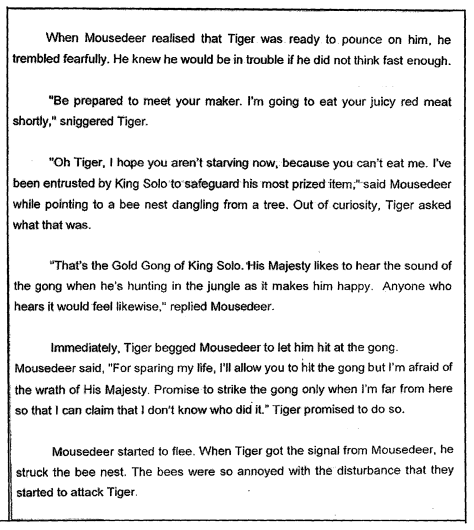 When Mousedeer realised that Tiger was ready to pounce on him, he
trembled fearfully. He knew he would be in trouble if he did not think fast enough.
"Be prepared to meet your maker. I'm going to eat your juicy red meat
shortly," sniggered Tiger.
"Oh Tiger, I hope you aren't starving now, because you can't eat me. I've
been entrusted by King Solo to safeguard his most prized item," said Mousedeer
while pointing to a bee nest dangling from a tree. Out of curiosity, Tiger asked
what that was.
"That's the Gold Gong of King Solo. His Majesty likes to hear the sound of
the gong when he's hunting in the jungle as it makes him happy. Anyone who
hears it would feel likewise," replied Mousedeer.
Immediately, Tiger begged Mousedeer to let him hit at the gong.
Mousedeer said, "For sparing my life, I'll allow you to hit the gong but I'm afraid of
the wrath of His Majesty. Promise to strike the gong only when I'm far from here
so that I can claim that I don't know who did it." Tiger promised to do so.
Mousedeer started to flee. When Tiger got the signal from Mousedeer, he
struck the bee nest. The bees were so annoyed with the disturbance that they
started to attack Tiger.